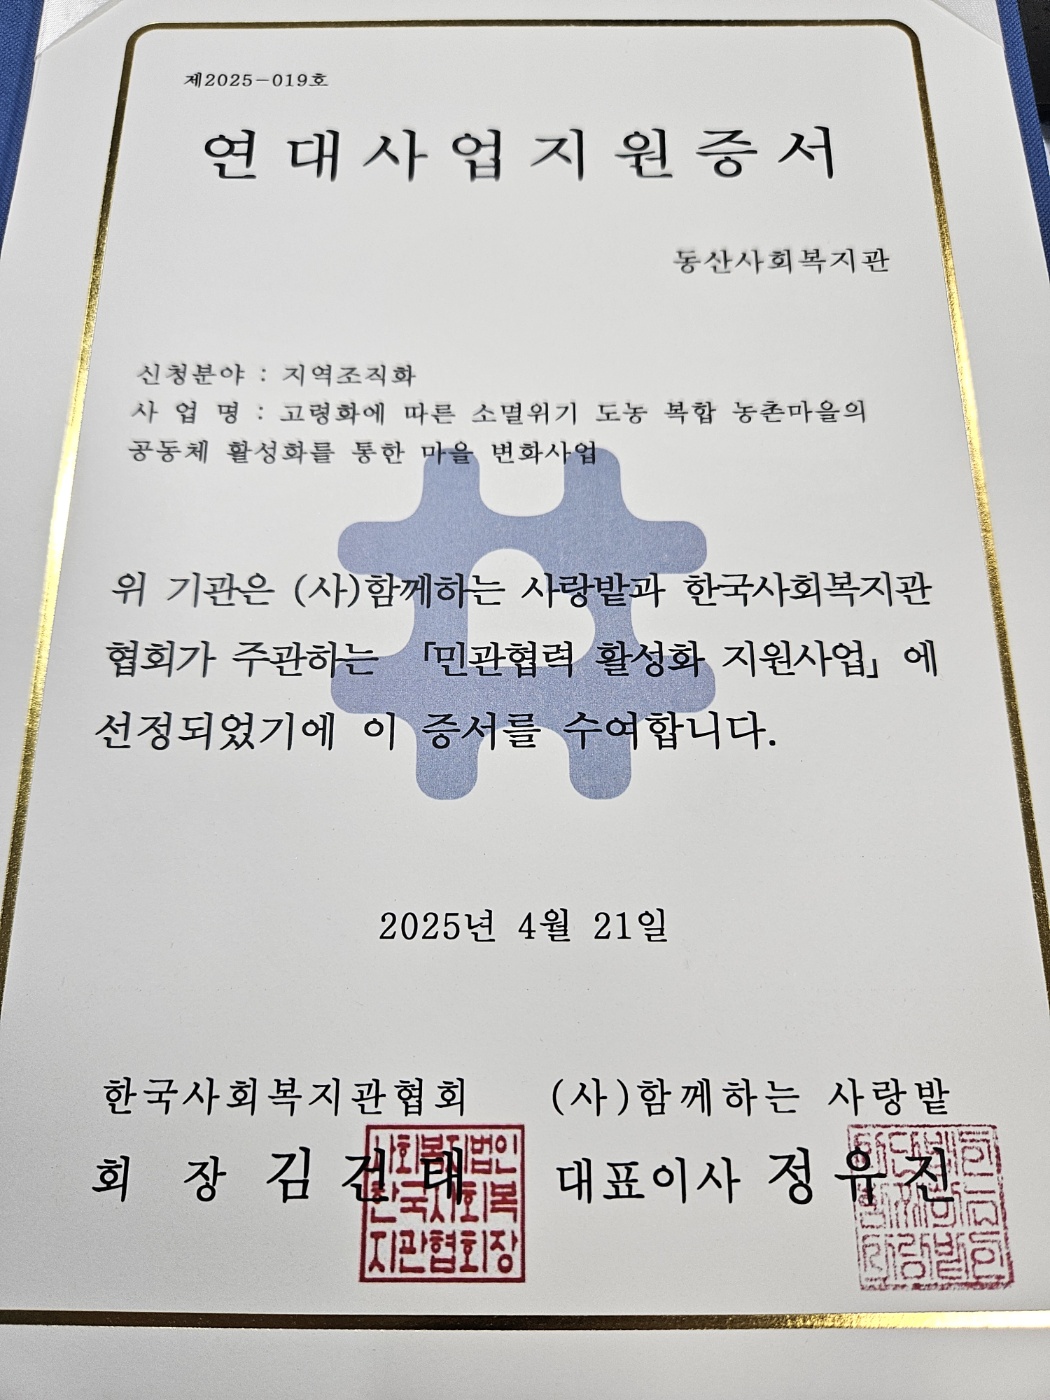 제2025-019호
연대사업지원증서
동산사회복지관
신청분야 : 지역조직화
사 업 명 : 고령화에 따른 소멸위기 도농 복합 농촌마을의
공동체 활성화를 통한 마을 변화사업
위 기관은 (사)함께하는 사랑밭과 한국사회복지관
협회가 주관하는 「민관협력 활성화 지원사업」에
선정되었기에 이 증서를 수여합니다.
2025년 4월 21일
한국사회복지관협회 (사)함께하는 사랑밭
회 장 김건태 대표이사 정유진
사회복지법인
한국사회복
지관협회장